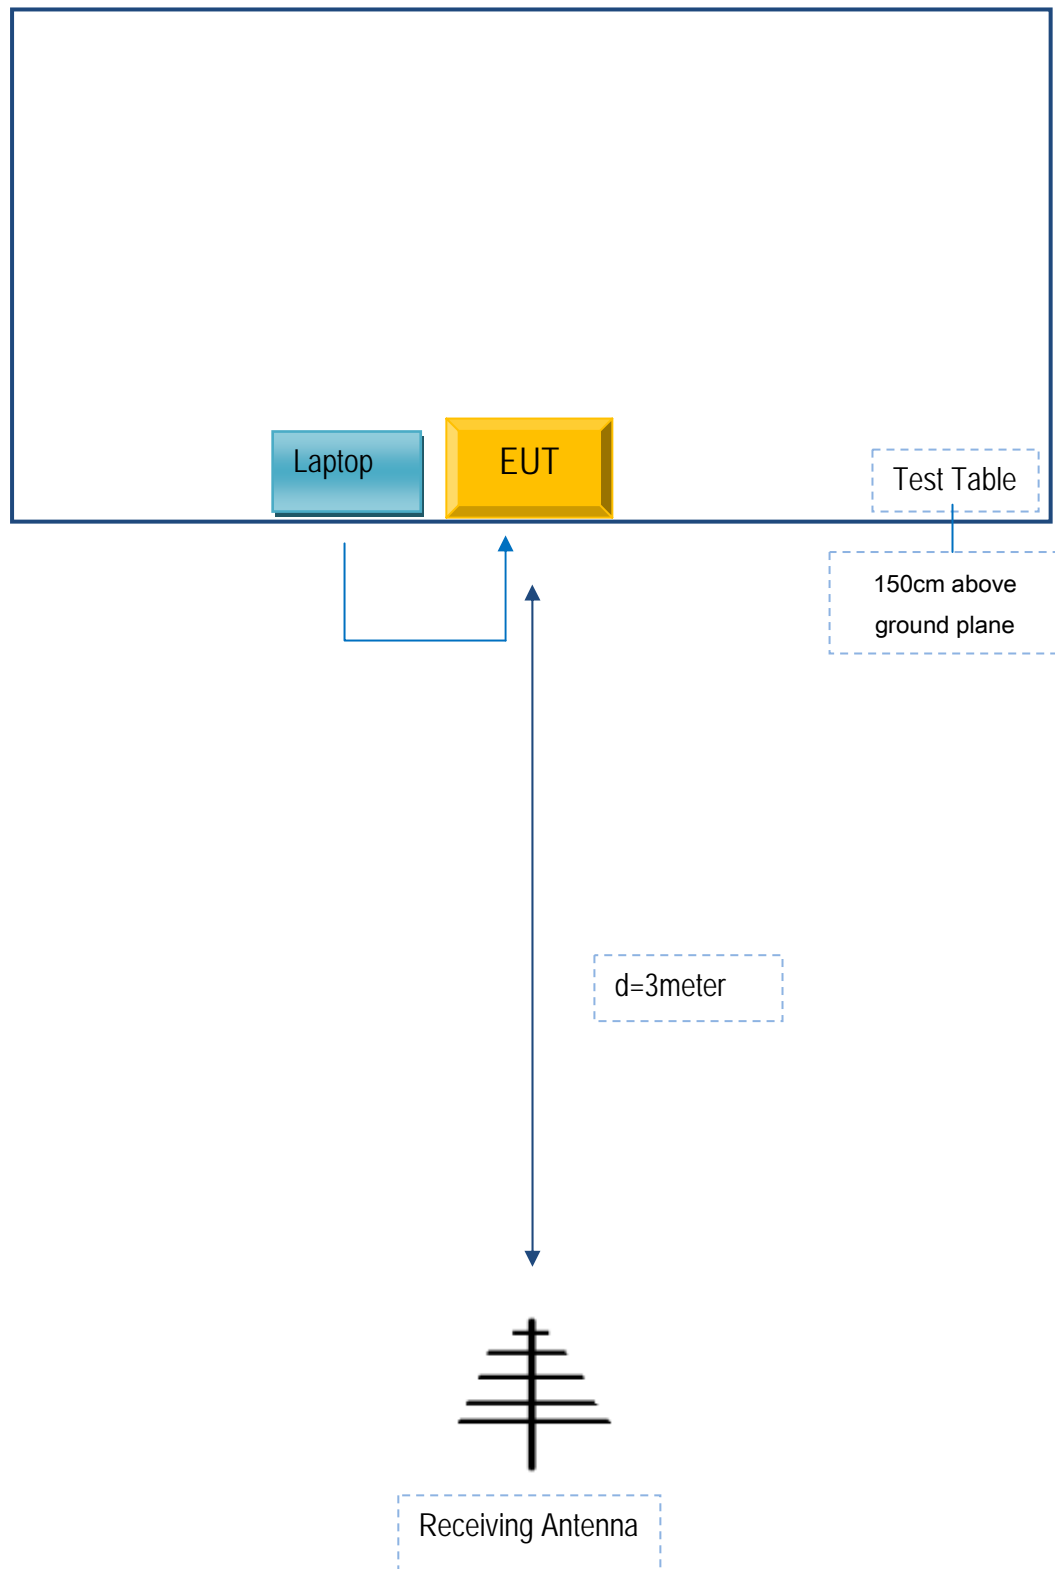 Laptop
EUT
Test Table
150cm above
ground plane
d=3meter
Receiving Antenna